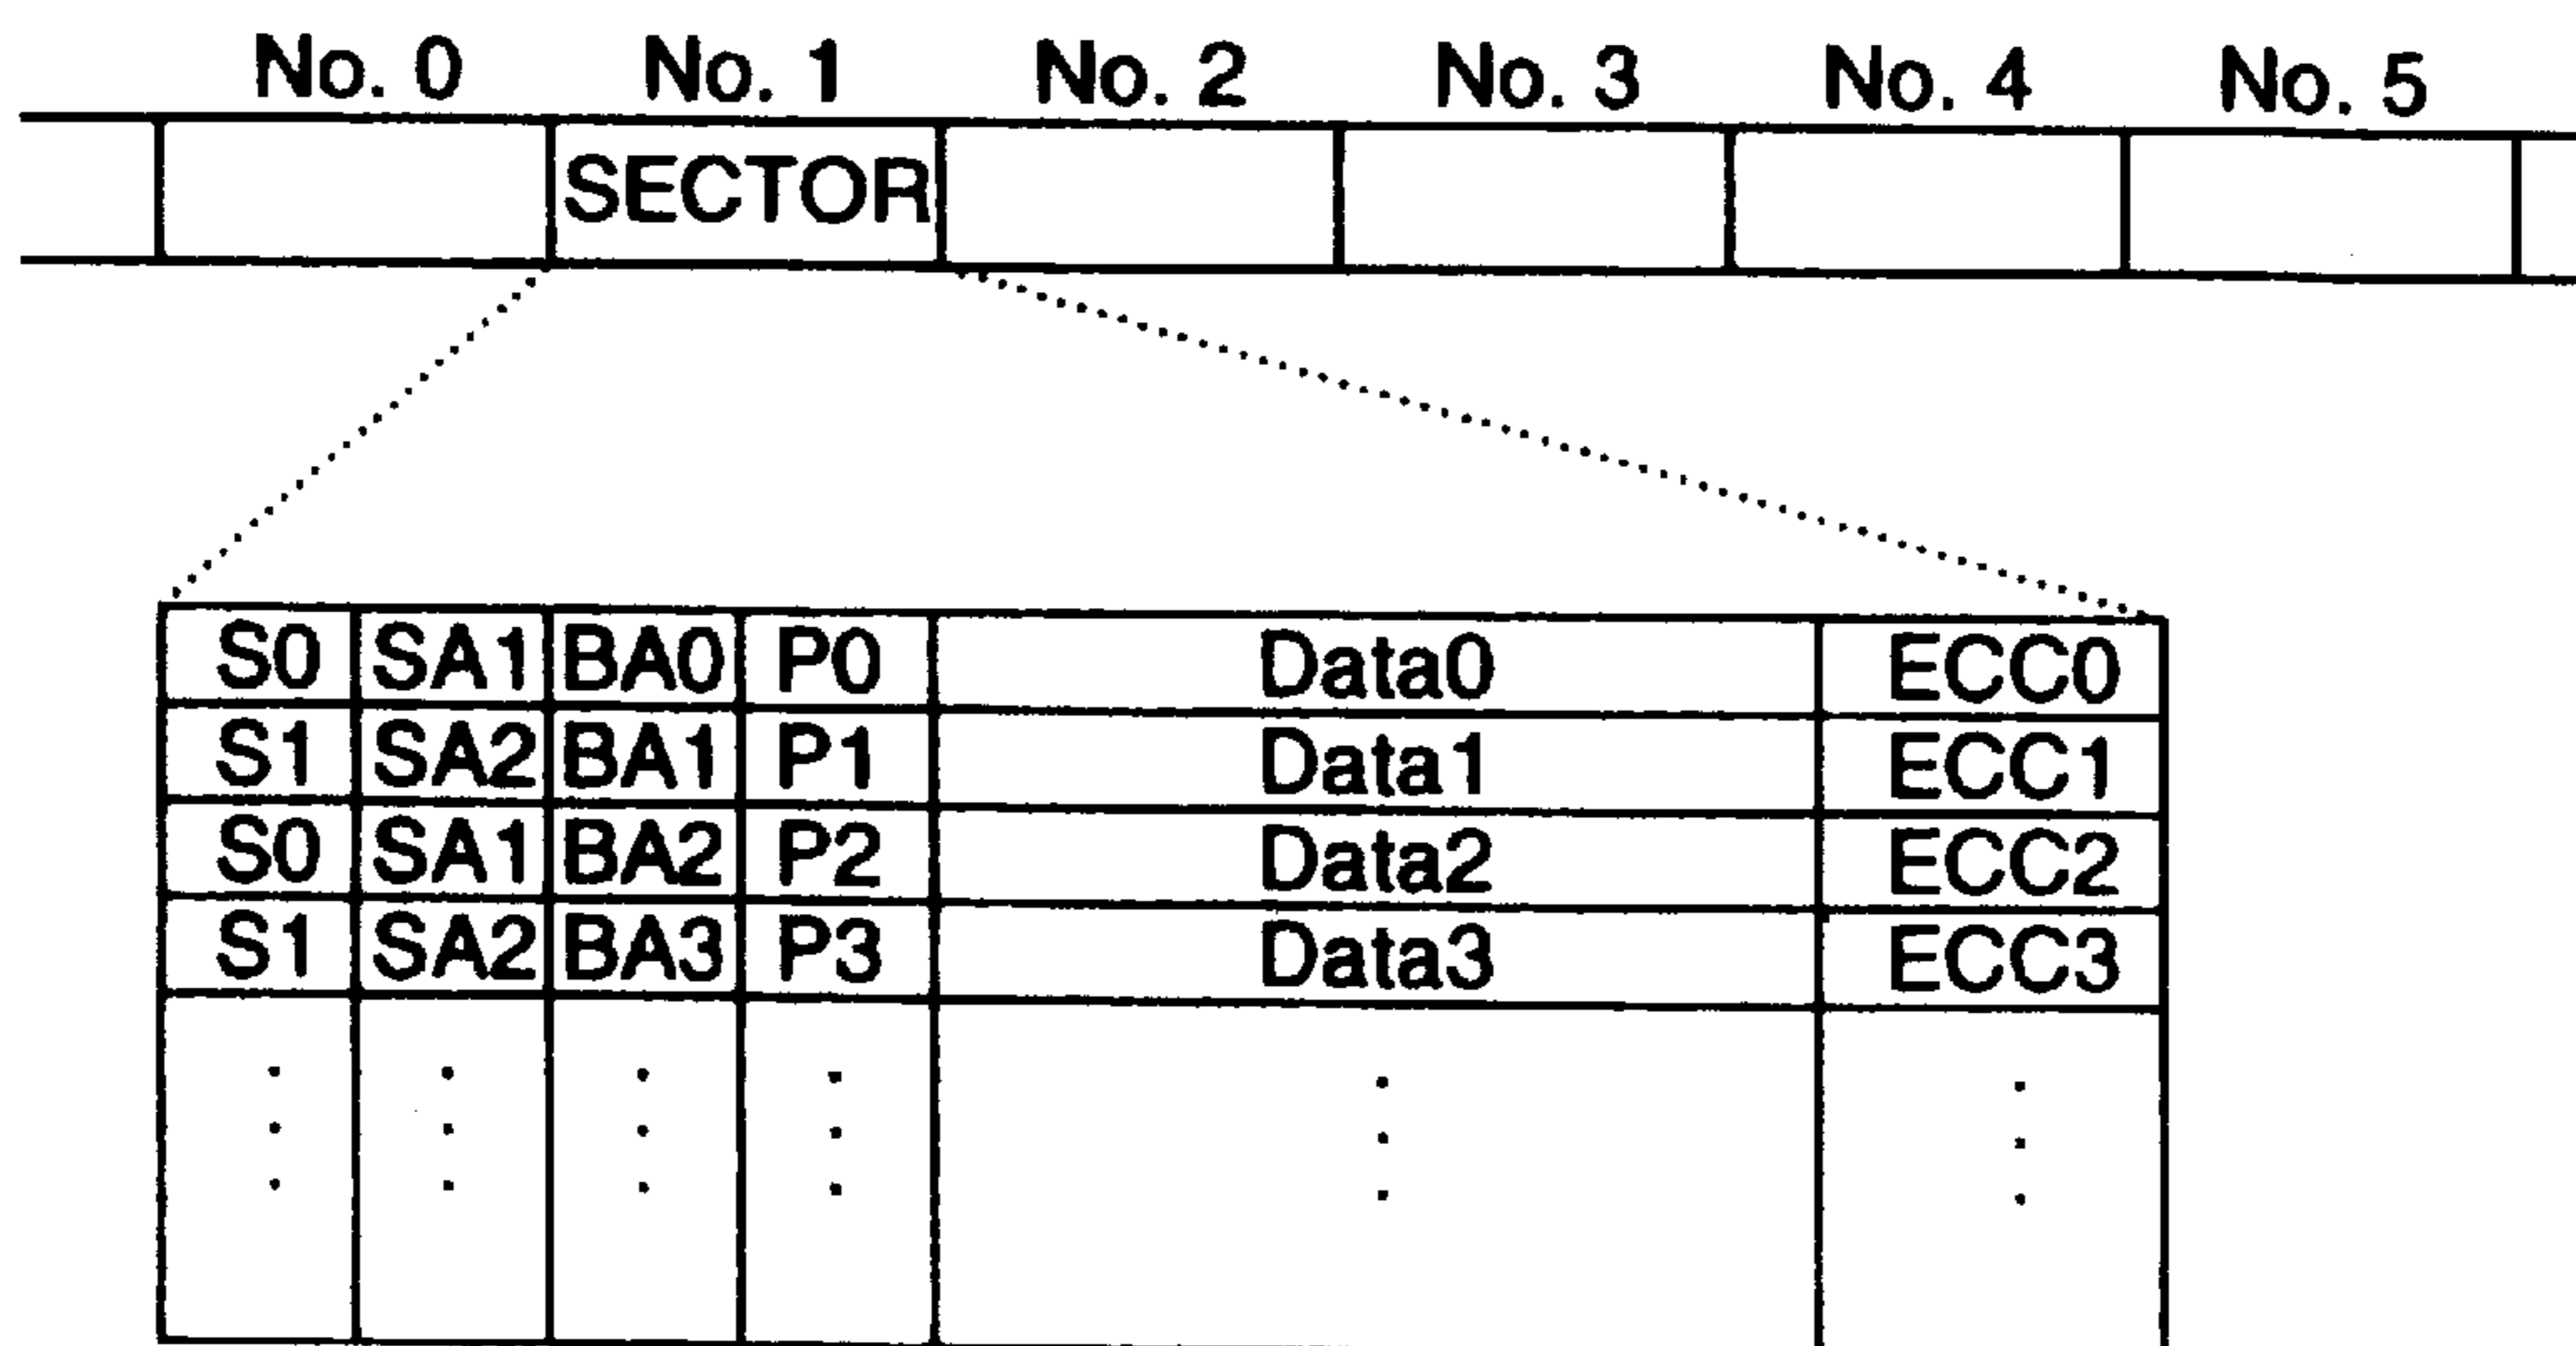 No. 0 No. 1 No. 2 No. 3 No. 4 No. 5
SECTOR
S0 SA1 BA0 P0 Data0 ECC0
S1 SA2 BA1 P1 Data1 ECC1
S0 SA1 BA2 P2 Data2 ECC2
S1 SA2 BA3 P3 Data3 ECC3